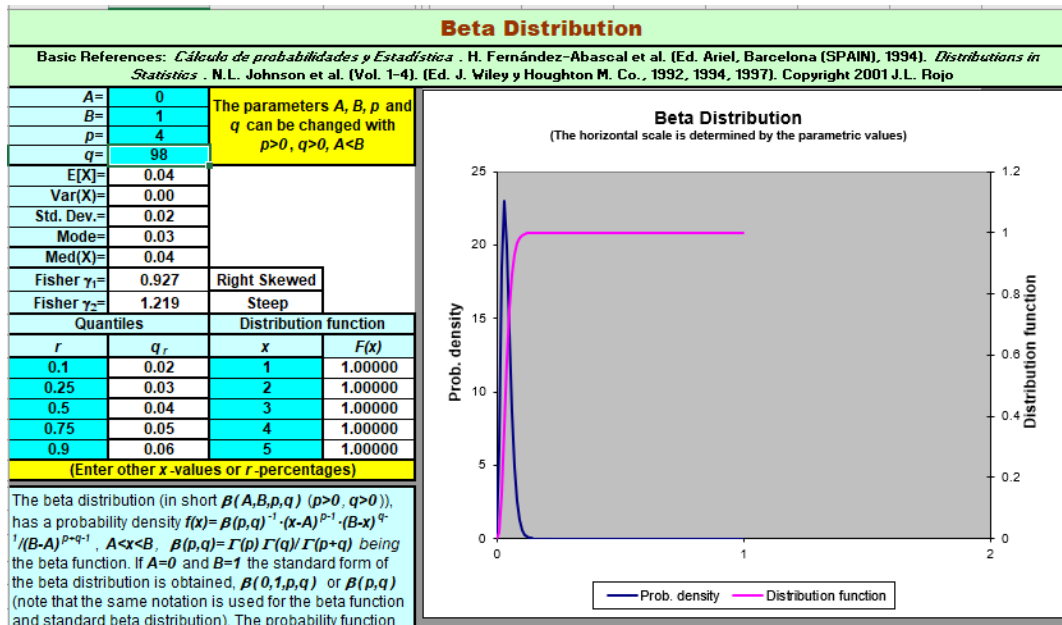 Beta Distribution
Basic References: Cálculo de probabilidades y Estadística . H. Fernández-Abascal et al. (Ed. Ariel, Barcelona (SPAIN), 1994). Distributions in
Statistics . N.L. Johnson et al. (Vol. 1-4). (Ed. J. Wiley y Houghton M. Co., 1992, 1994, 1997). Copyright 2001 J.L. Rojo
A= 0
B= 1
p= 4
q= 98
The parameters A, B, p and
q can be changed with
p>0 , q>0, A<B
E[X]= 0.04
Var(X)= 0.00
Std. Dev.= 0.02
Mode= 0.03
Med(X)= 0.04
Fisher γ₁= 0.927 Right Skewed
Fisher γ₂= 1.219 Steep
Quantiles Distribution function
r qᵣ x F(x)
0.1 0.02 1 1.00000
0.25 0.03 2 1.00000
0.5 0.04 3 1.00000
0.75 0.05 4 1.00000
0.9 0.06 5 1.00000
(Enter other x-values or r-percentages)
The beta distribution (in short β(A,B,p,q) (p>0, q>0)),
has a probability density f(x)= β(p,q)⁻¹·(x-A)ᵖ⁻¹·(B-x)^q-
¹/(B-A)^p+q-1 , A<x<B, β(p,q)=Γ(p)Γ(q)/Γ(p+q) being
the beta function. If A=0 and B=1 the standard form of
the beta distribution is obtained, β(0,1,p,q) or β(p,q)
(note that the same notation is used for the beta function
and standard beta distribution). The probability function
Beta Distribution
(The horizontal scale is determined by the parametric values)
Prob. density
25
20
15
10
5
0
0 1 2
1.2
1
0.8
0.6
0.4
0.2
0
Distribution function
Prob. density Distribution function